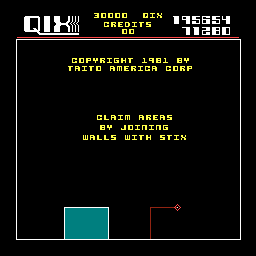 QIX
30000 QIX
CREDITS
00
195654
71280
COPYRIGHT 1981 BY
TAITO AMERICA CORP
CLAIM AREAS
BY JOINING
WALLS WITH STIX